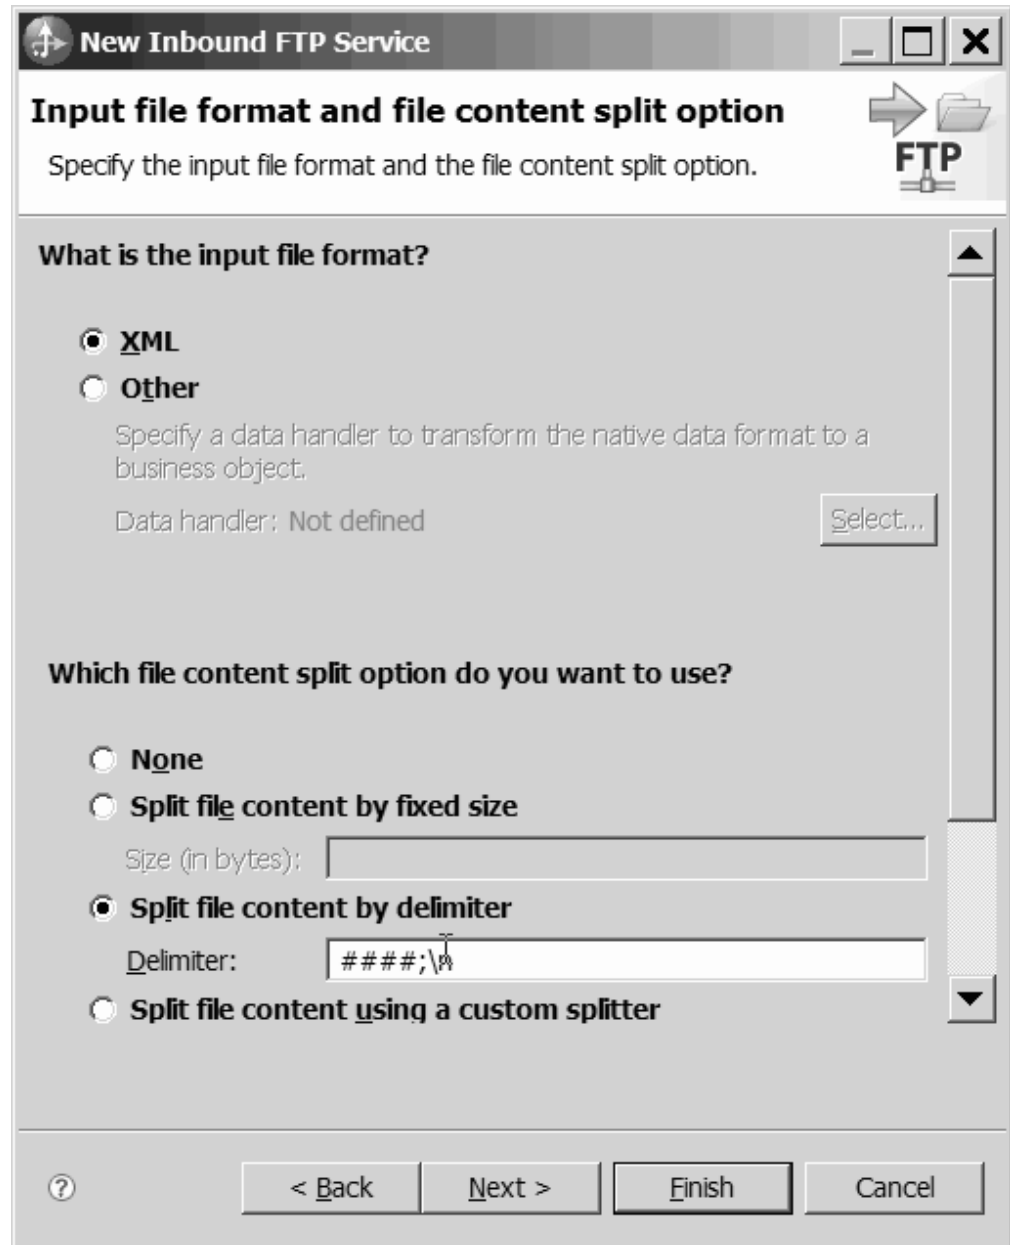 New Inbound FTP Service
Input file format and file content split option
Specify the input file format and the file content split option.
FTP
What is the input file format?
XML
Other
Specify a data handler to transform the native data format to a
business object.
Data handler: Not defined
Select...
Which file content split option do you want to use?
None
Split file content by fixed size
Size (in bytes):
Split file content by delimiter
Delimiter:
####;\n
Split file content using a custom splitter
?
< Back
Next >
Finish
Cancel